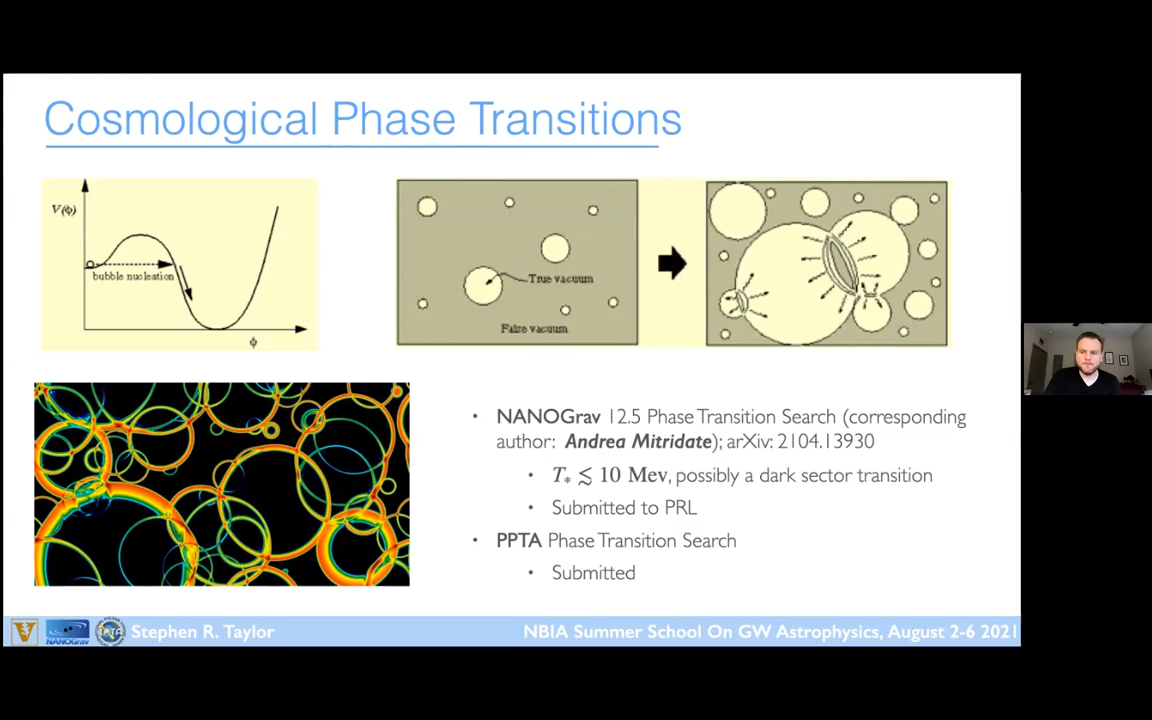 Cosmological Phase Transitions
V(ϕ)
bubble nucleation
ϕ
True vacuum
False vacuum
• NANOGrav 12.5 Phase Transition Search (corresponding
author: Andrea Mitridate); arXiv: 2104.13930
• T* ≲ 10 Mev, possibly a dark sector transition
• Submitted to PRL
• PPTA Phase Transition Search
• Submitted
V NANOGrav IPTA Stephen R. Taylor
NBIA Summer School On GW Astrophysics, August 2-6 2021